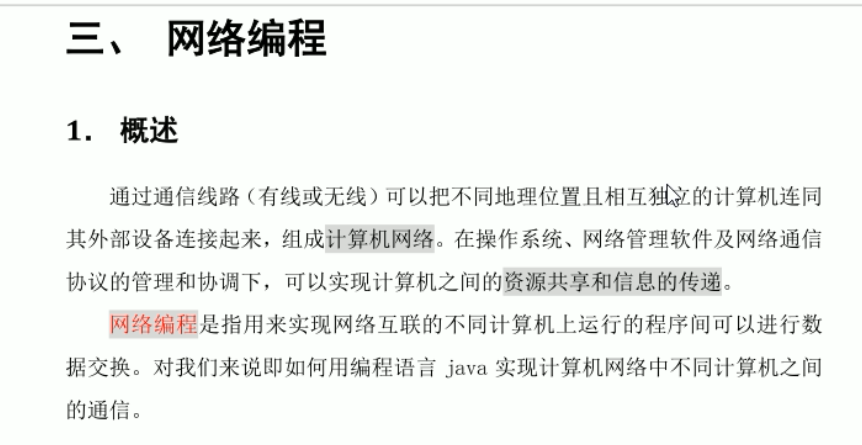 三、 网络编程
1. 概述
通过通信线路（有线或无线）可以把不同地理位置且相互独立的计算机连同
其外部设备连接起来，组成计算机网络。在操作系统、网络管理软件及网络通信
协议的管理和协调下，可以实现计算机之间的资源共享和信息的传递。
网络编程是指用来实现网络互联的不同计算机上运行的程序间可以进行数
据交换。对我们来说即如何用编程语言 java 实现计算机网络中不同计算机之间
的通信。